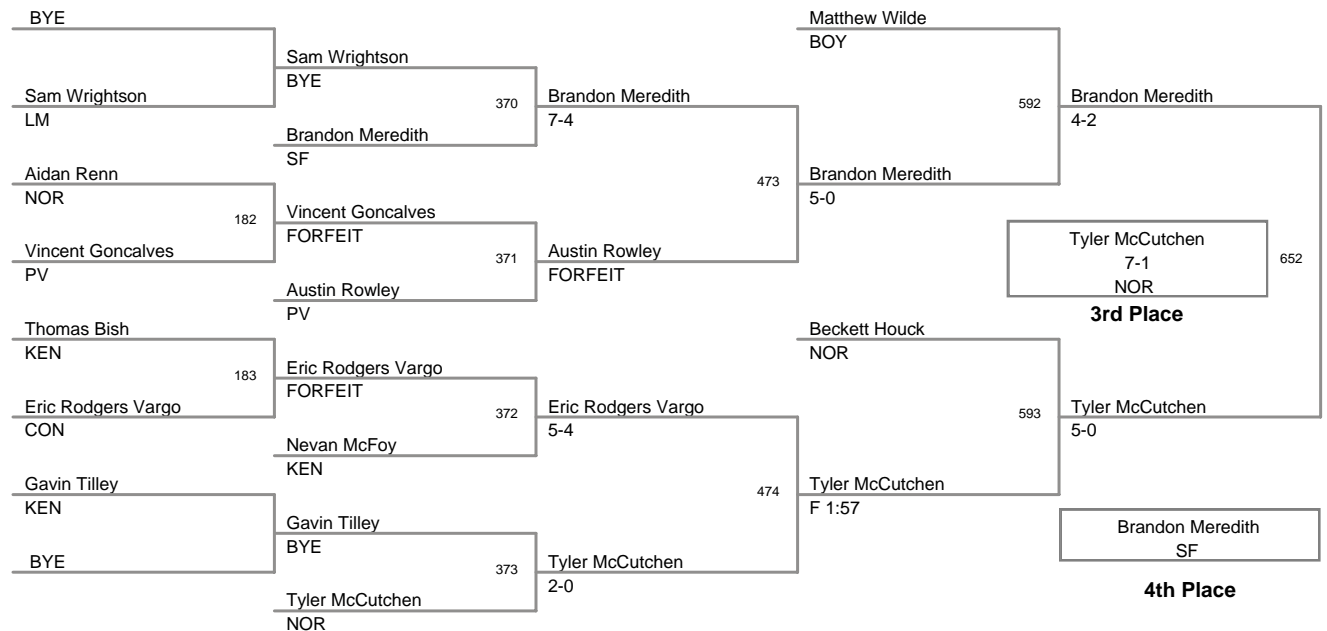 BYE
Sam Wrightson
LM
Aidan Renn
NOR
182
Vincent Goncalves
PV
Thomas Bish
KEN
183
Eric Rodgers Vargo
CON
Gavin Tilley
KEN
BYE
Sam Wrightson
BYE
370
Brandon Meredith
SF
Vincent Goncalves
FORFEIT
371
Austin Rowley
PV
Eric Rodgers Vargo
FORFEIT
372
Nevan McFoy
KEN
Gavin Tilley
BYE
373
Tyler McCutchen
NOR
Brandon Meredith
7-4
473
Austin Rowley
FORFEIT
Eric Rodgers Vargo
5-4
474
Tyler McCutchen
2-0
Matthew Wilde
BOY
592
Brandon Meredith
5-0
Beckett Houck
NOR
593
Tyler McCutchen
F 1:57
Brandon Meredith
4-2
Tyler McCutchen
7-1
NOR
652
3rd Place
Tyler McCutchen
5-0
Brandon Meredith
SF
4th Place